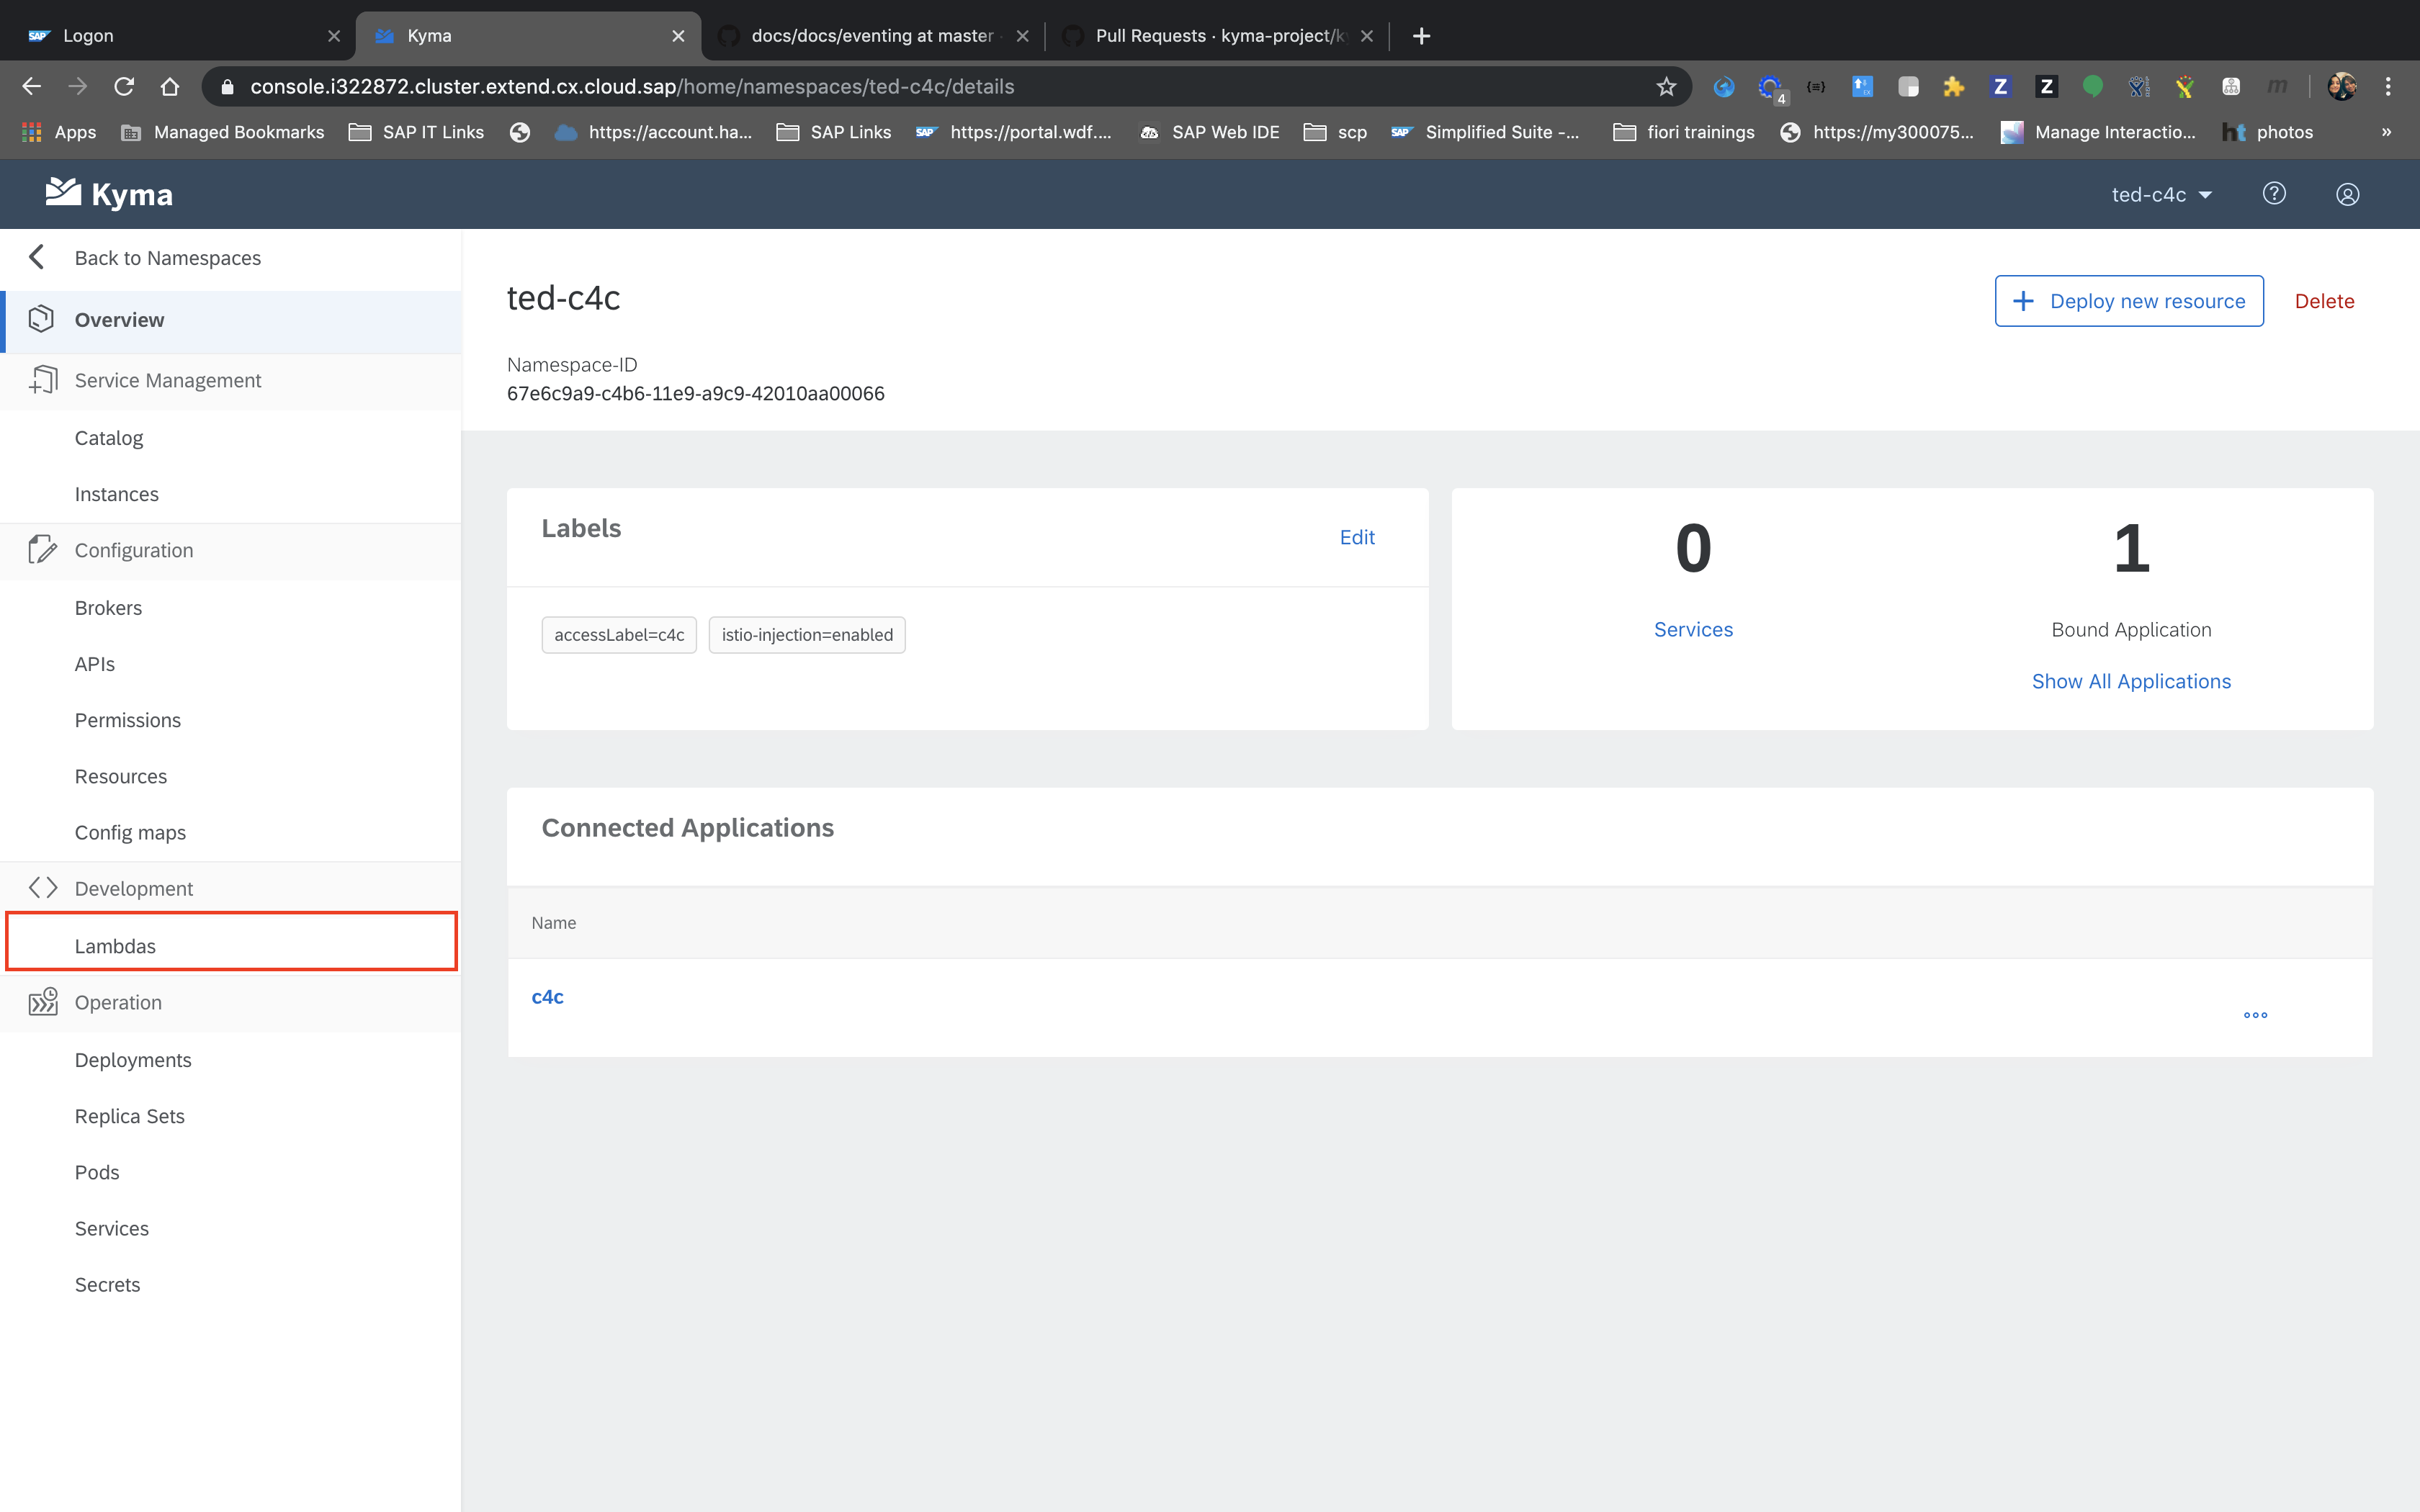 SAP Logon
Kyma
docs/docs/eventing at master
Pull Requests · kyma-project/k
console.i322872.cluster.extend.cx.cloud.sap/home/namespaces/ted-c4c/details
4
Z
Z
m
Apps
Managed Bookmarks
SAP IT Links
https://account.ha...
SAP Links
SAP https://portal.wdf....
SAP Web IDE
scp
SAP Simplified Suite -...
fiori trainings
https://my300075...
Manage Interactio...
ht photos
»
Kyma
ted-c4c
?
Back to Namespaces
Overview
Service Management
Catalog
Instances
Configuration
Brokers
APIs
Permissions
Resources
Config maps
Development
Lambdas
Operation
Deployments
Replica Sets
Pods
Services
Secrets
ted-c4c
+ Deploy new resource
Delete
Namespace-ID
67e6c9a9-c4b6-11e9-a9c9-42010aa00066
Labels
Edit
accessLabel=c4c
istio-injection=enabled
0
Services
1
Bound Application
Show All Applications
Connected Applications
Name
c4c